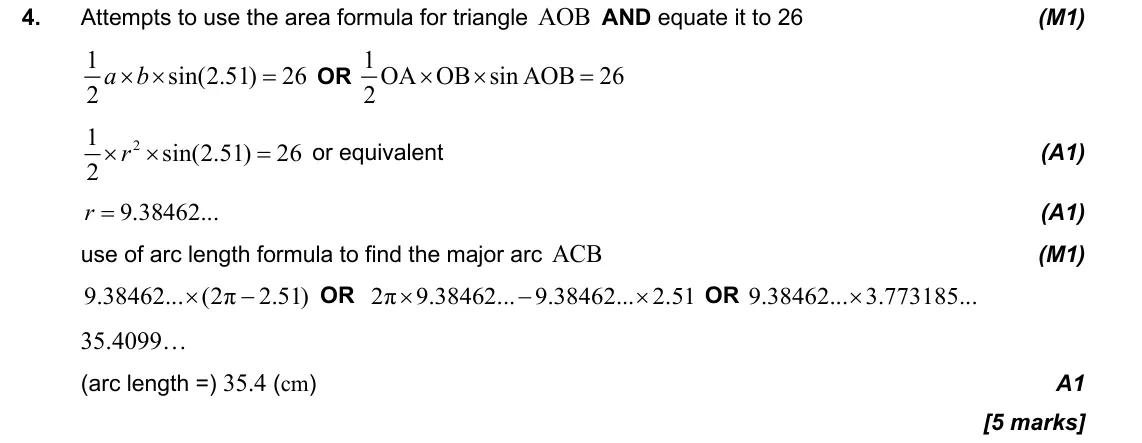 4. Attempts to use the area formula for triangle AOB AND equate it to 26 (M1)
1/2 a × b × sin(2.51) = 26 OR 1/2 OA × OB × sin AOB = 26
1/2 × r² × sin(2.51) = 26 or equivalent (A1)
r = 9.38462... (A1)
use of arc length formula to find the major arc ACB (M1)
9.38462... × (2π − 2.51) OR 2π × 9.38462... − 9.38462... × 2.51 OR 9.38462... × 3.773185...
35.4099...
(arc length =) 35.4 (cm) A1
[5 marks]